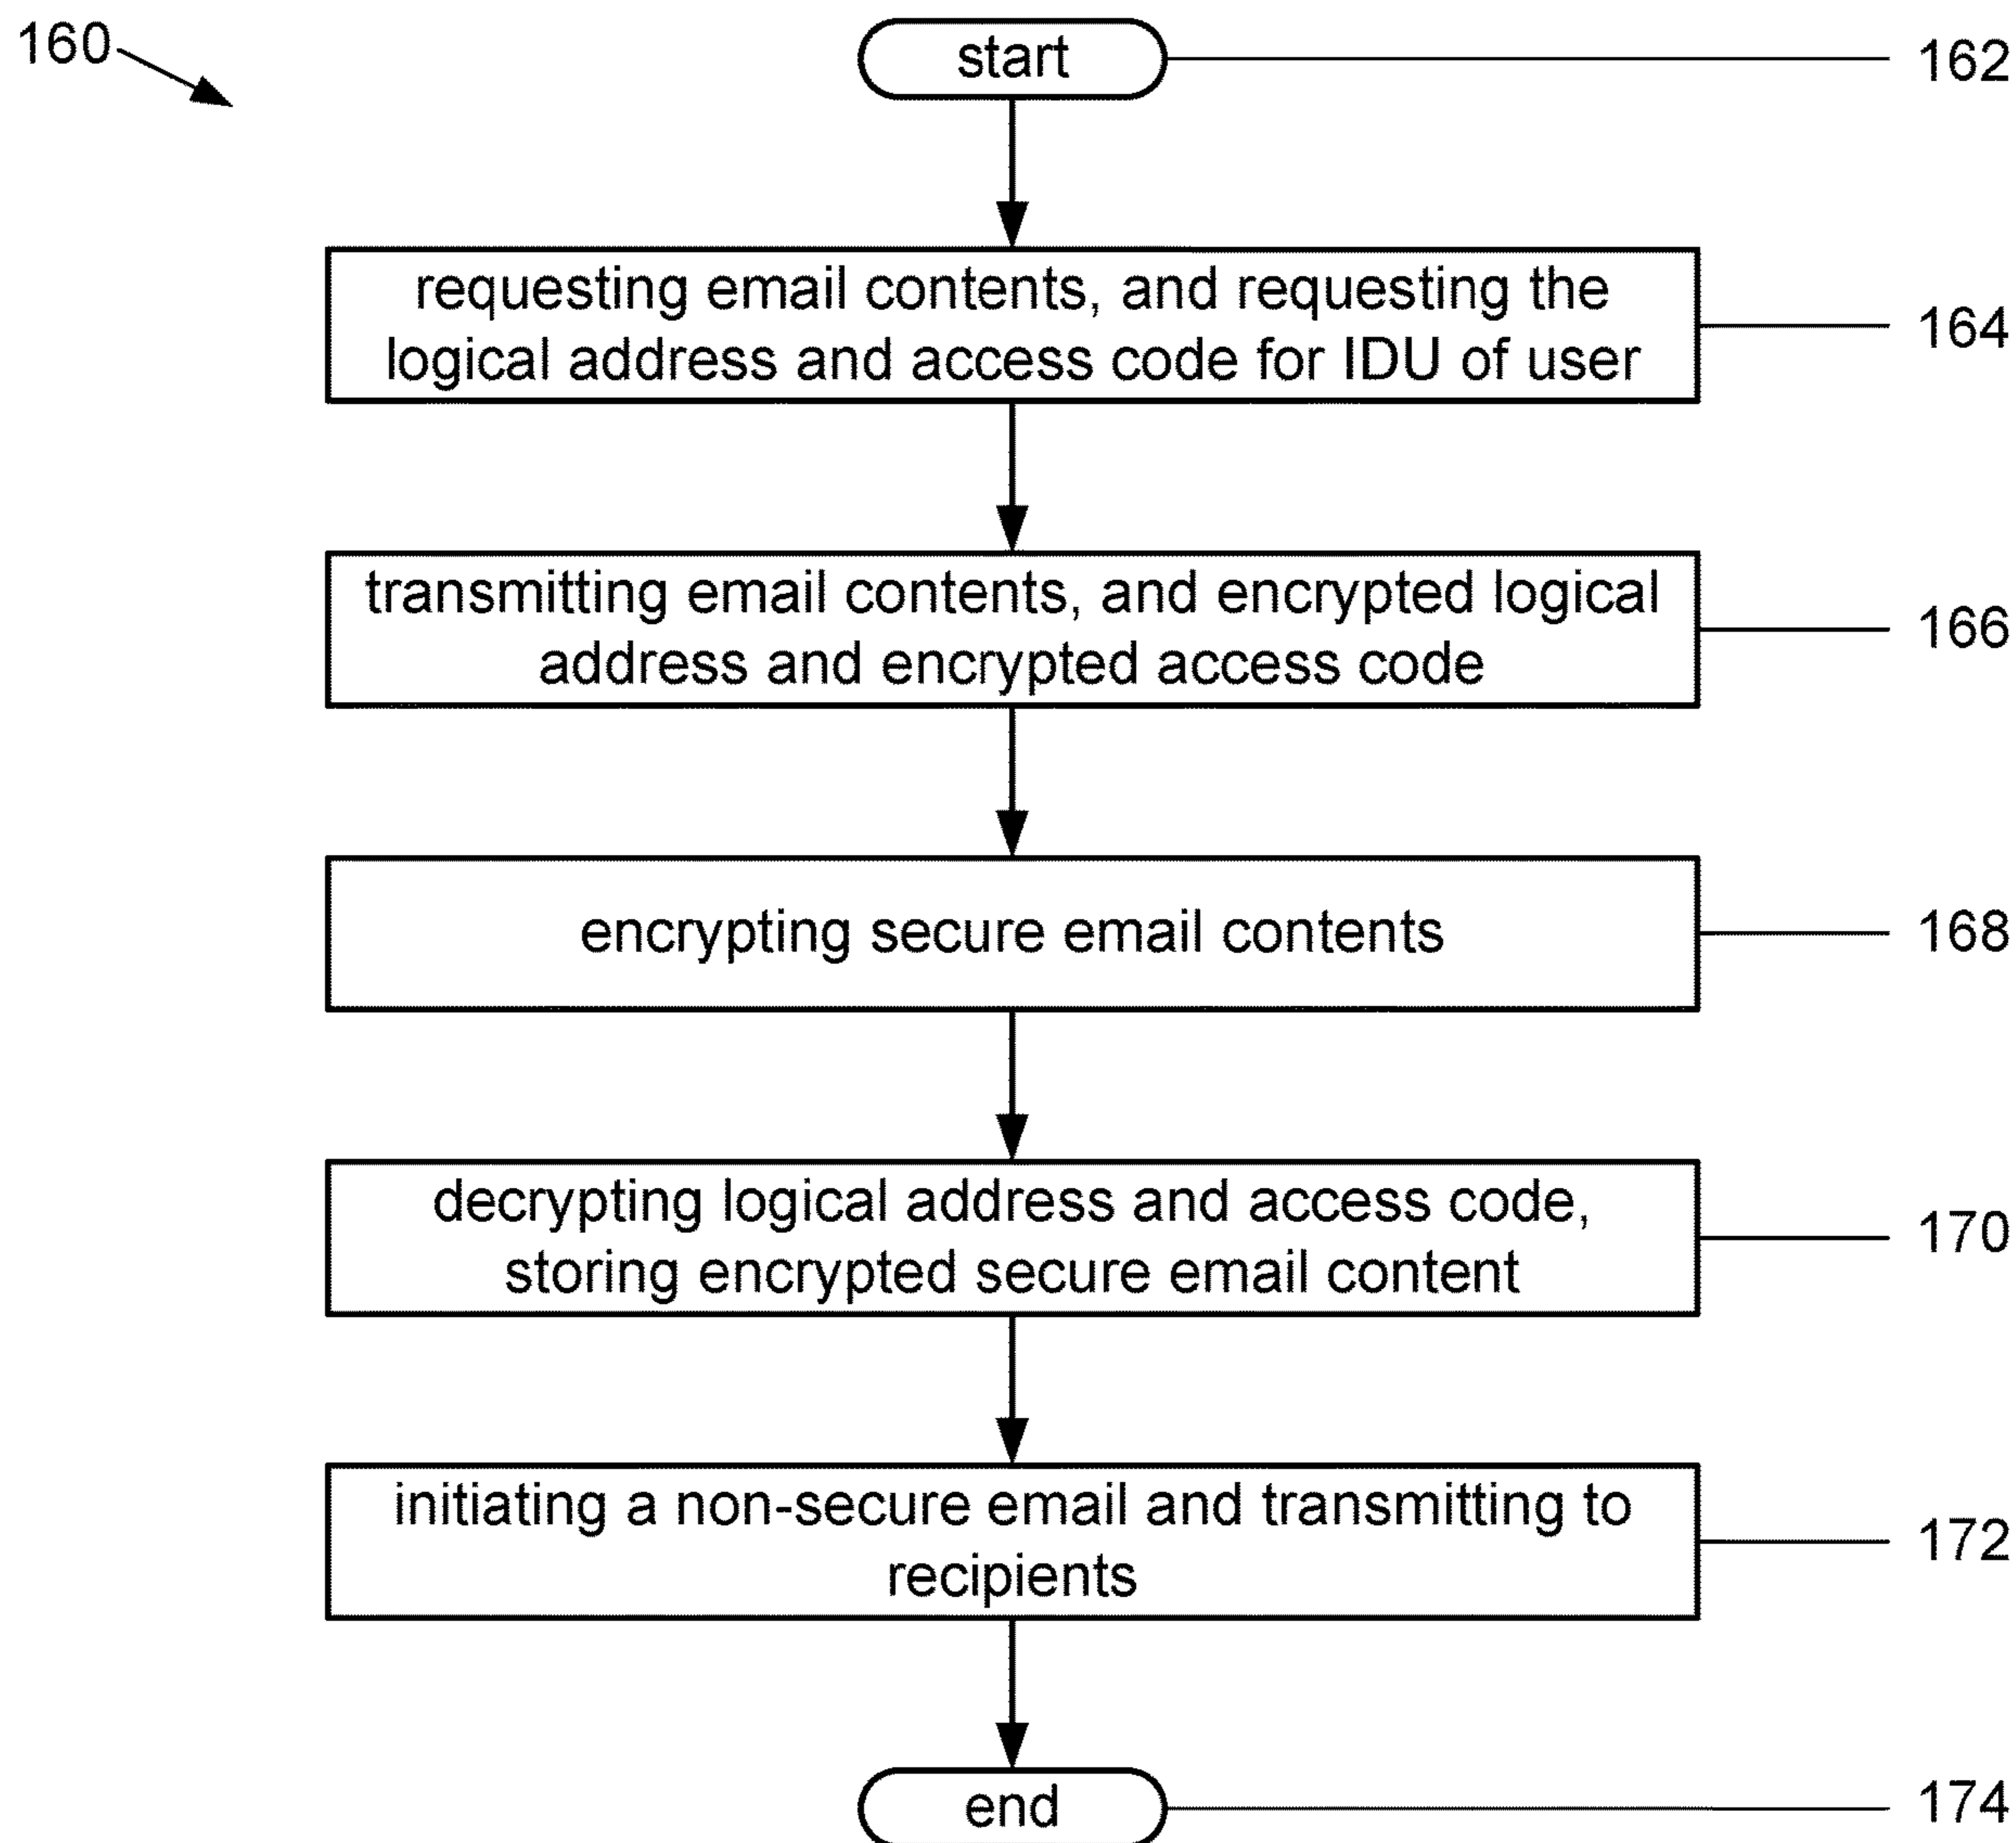 160
start
162
requesting email contents, and requesting the
logical address and access code for IDU of user
164
transmitting email contents, and encrypted logical
address and encrypted access code
166
encrypting secure email contents
168
decrypting logical address and access code,
storing encrypted secure email content
170
initiating a non-secure email and transmitting to
recipients
172
end
174